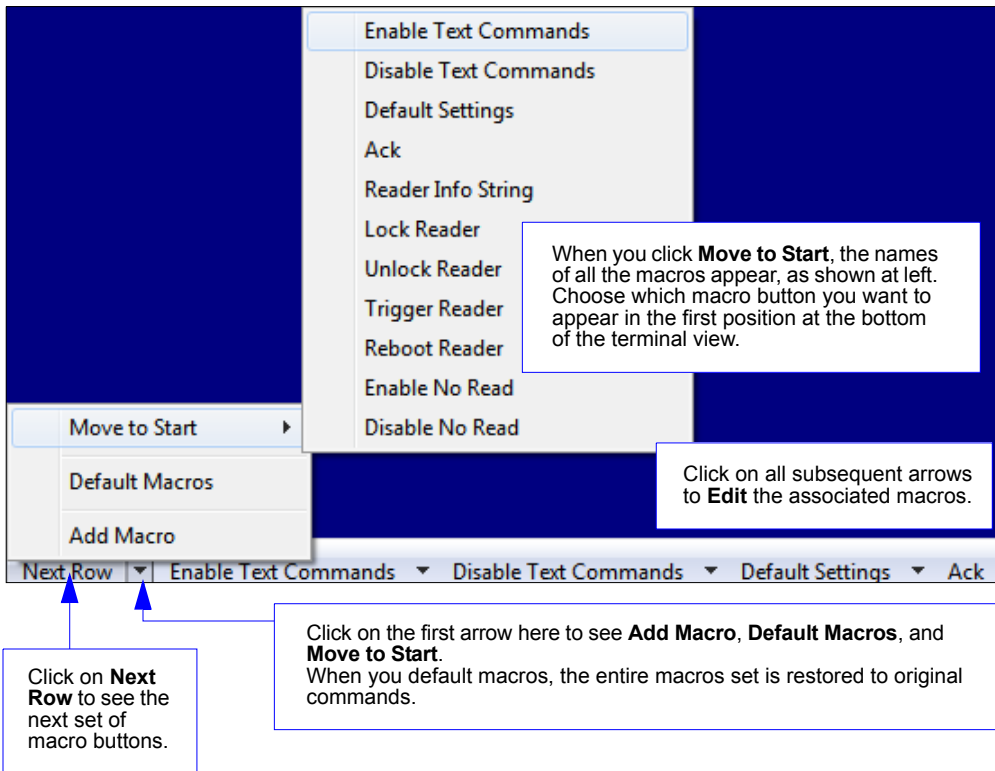 Enable Text Commands
Disable Text Commands
Default Settings
Ack
Reader Info String
Lock Reader
Unlock Reader
Trigger Reader
Reboot Reader
Enable No Read
Disable No Read
When you click Move to Start, the names
of all the macros appear, as shown at left.
Choose which macro button you want to
appear in the first position at the bottom
of the terminal view.
Move to Start
Default Macros
Add Macro
Click on all subsequent arrows
to Edit the associated macros.
Next Row Enable Text Commands Disable Text Commands Default Settings Ack
Click on the first arrow here to see Add Macro, Default Macros, and
Move to Start.
When you default macros, the entire macros set is restored to original
commands.
Click on Next
Row to see the
next set of
macro buttons.